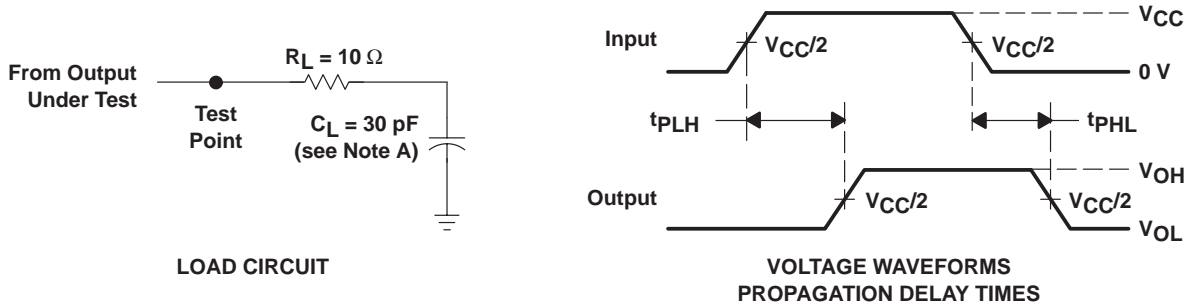 From Output
Under Test
Test
Point
RL = 10 Ω
CL = 30 pF
(see Note A)
LOAD CIRCUIT
Input
VCC/2
VCC/2
VCC
0 V
tPLH
tPHL
Output
VCC/2
VCC/2
VOH
VOL
VOLTAGE WAVEFORMS
PROPAGATION DELAY TIMES